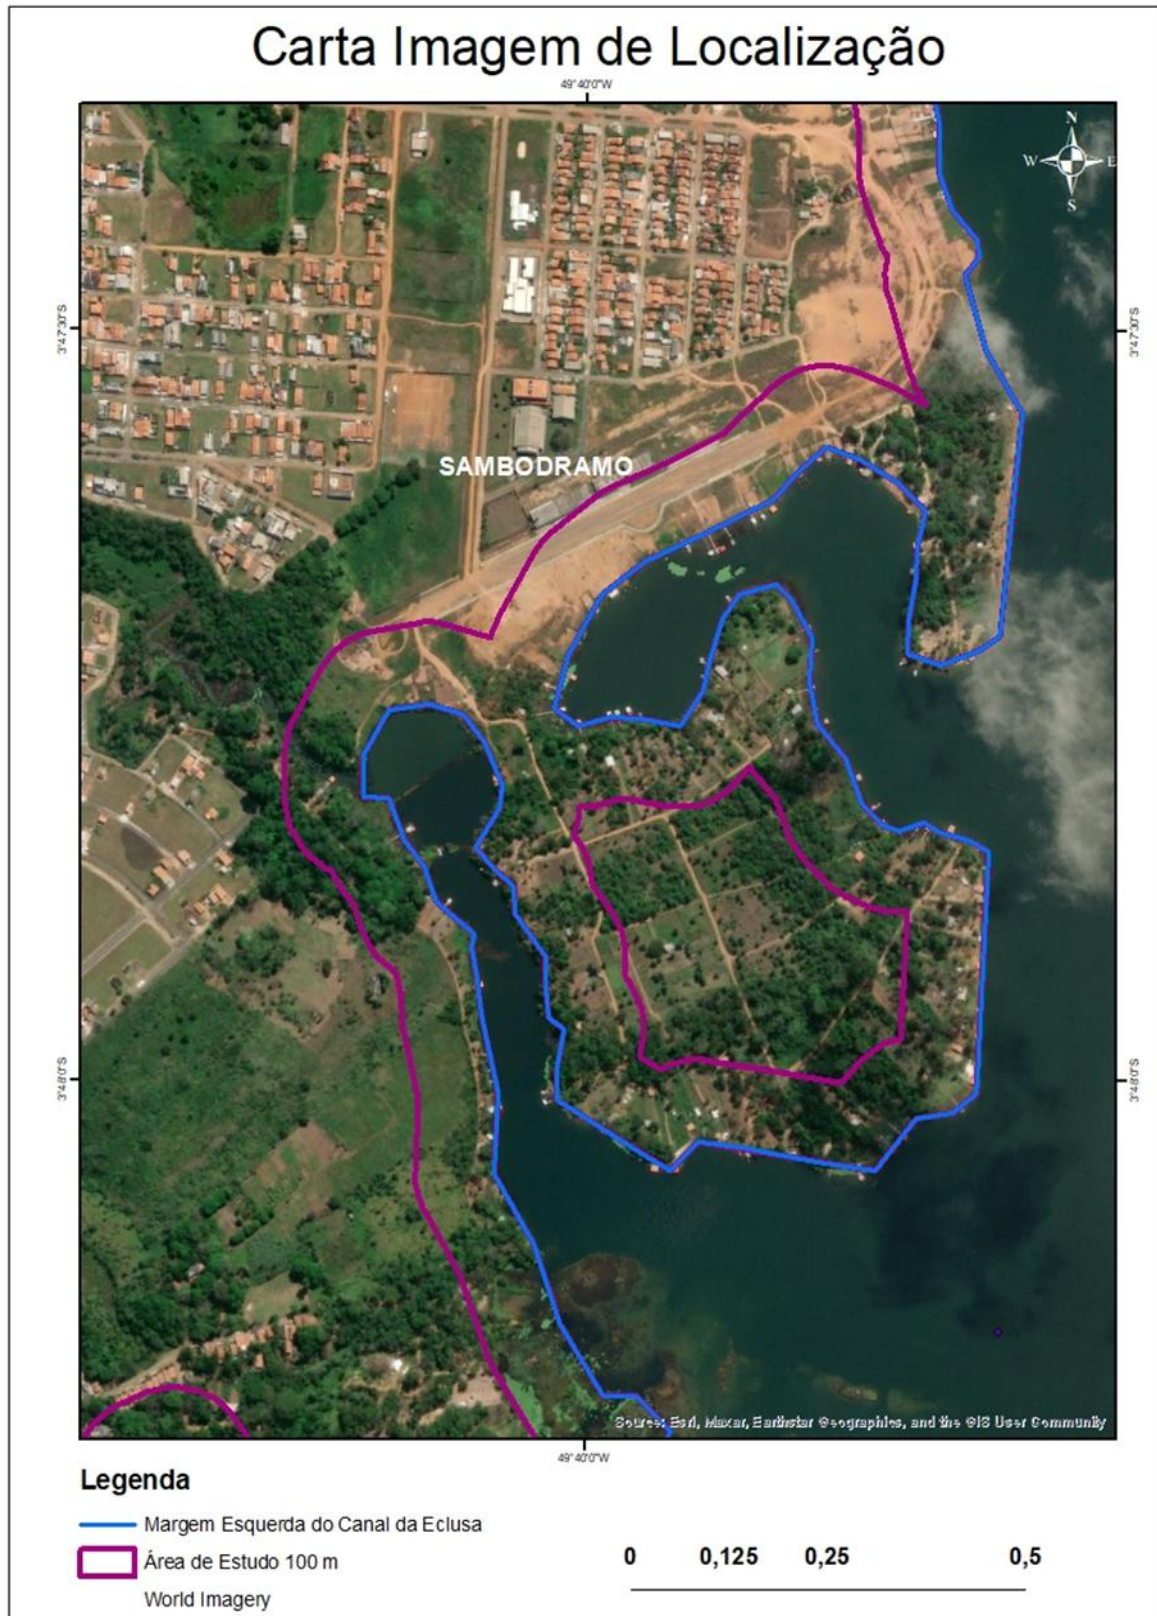 Carta Imagem de Localização
49°40'0"W
N
W
E
S
3°47'30"S
3°47'30"S
SAMBODRAMO
3°48'0"S
3°48'0"S
Source: Esri, Maxar, Earthstar Geographics, and the GIS User Community
49°40'0"W
Legenda
Margem Esquerda do Canal da Eclusa
Área de Estudo 100 m
World Imagery
0 0,125 0,25 0,5